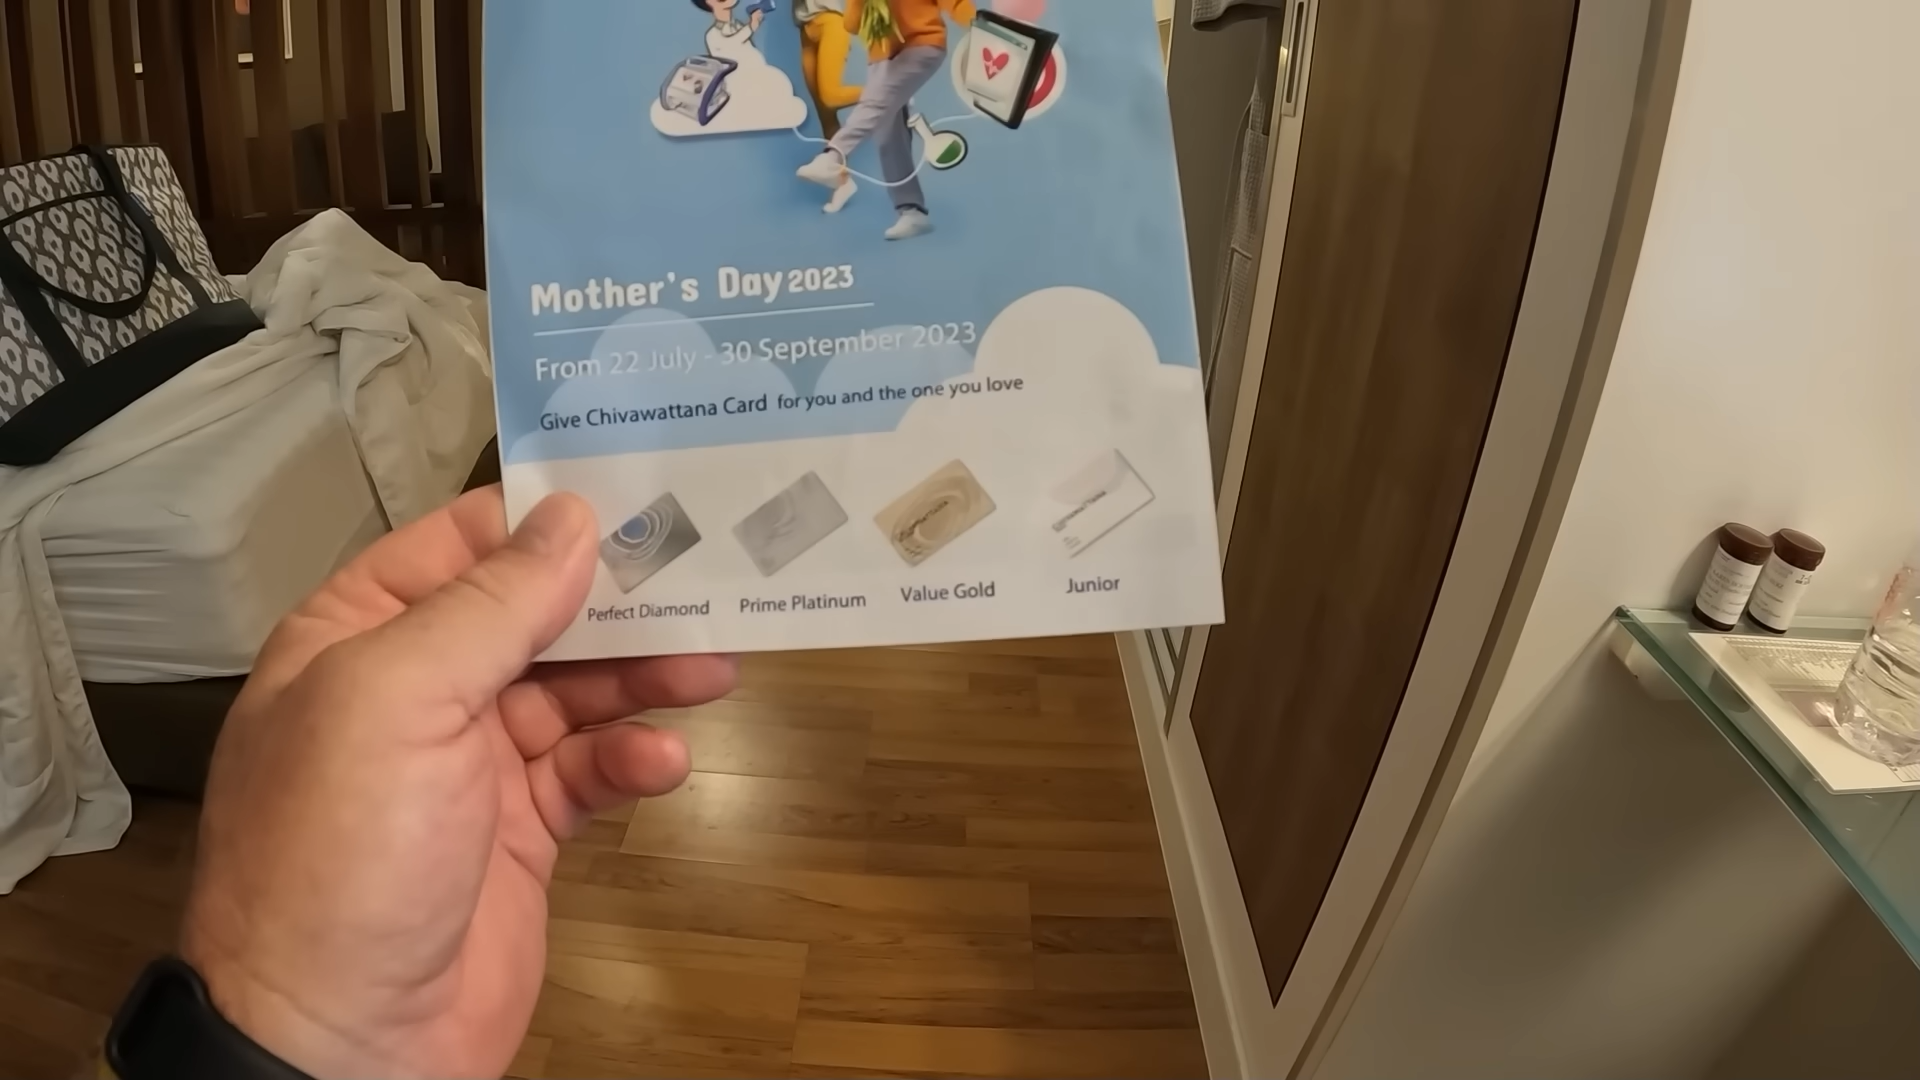 Mother's Day 2023
From 22 July - 30 September 2023
Give Chivawattana Card for you and the one you love
Perfect Diamond
Prime Platinum
Value Gold
Junior